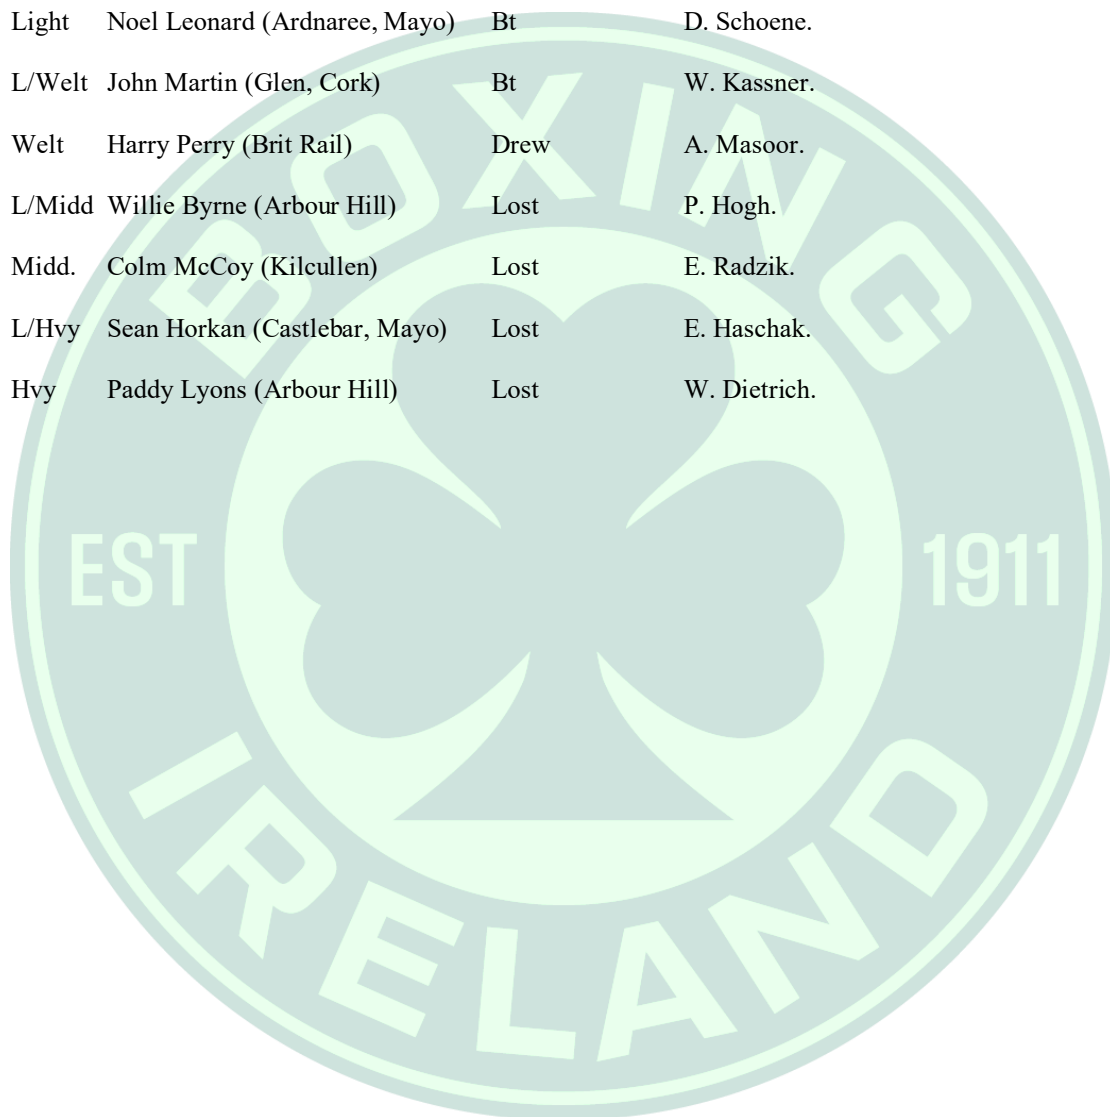 Light Noel Leonard (Ardnaree, Mayo) Bt D. Schoene.
L/Welt John Martin (Glen, Cork) Bt W. Kassner.
Welt Harry Perry (Brit Rail) Drew A. Masoor.
L/Midd Willie Byrne (Arbour Hill) Lost P. Hogh.
Midd. Colm McCoy (Kilcullen) Lost E. Radzik.
L/Hvy Sean Horkan (Castlebar, Mayo) Lost E. Haschak.
Hvy Paddy Lyons (Arbour Hill) Lost W. Dietrich.
BOXING
EST 1911
IRELAND